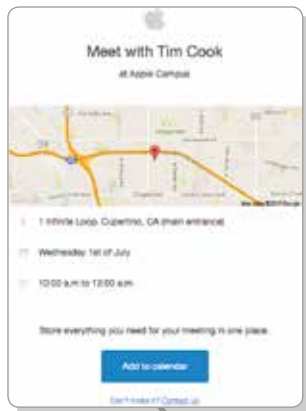 Meet with Tim Cook
at Apple Campus
1 Infinite Loop, Cupertino, CA (main entrance)
Wednesday 1st of July
10:00 a.m to 12:00 a.m
Store everything you need for your meeting in one place.
Add to calendar
Can't make it? Contact us